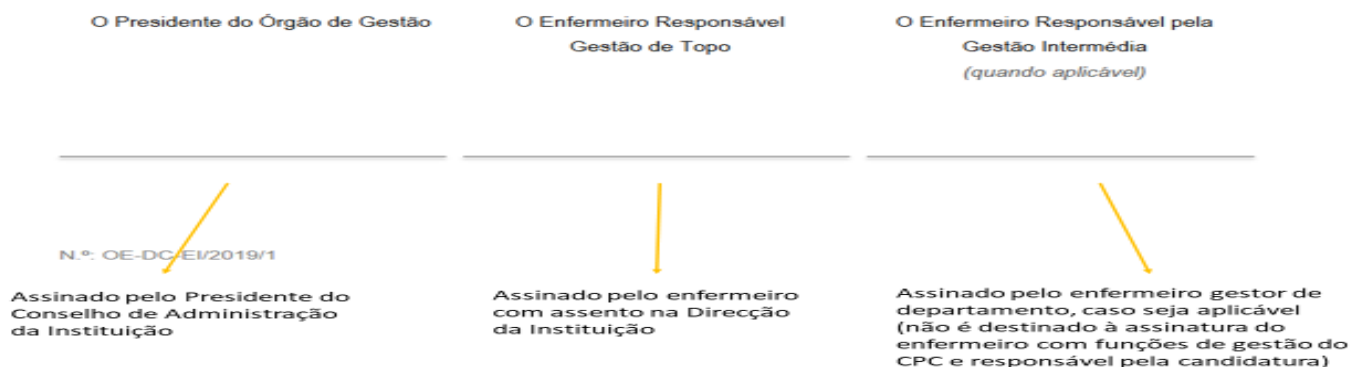 O Presidente do Órgão de Gestão
O Enfermeiro Responsável
Gestão de Topo
O Enfermeiro Responsável pela
Gestão Intermédia
(quando aplicável)
N.º: OE-DC-EI/2019/1
Assinado pelo Presidente do
Conselho de Administração
da Instituição
Assinado pelo enfermeiro
com assento na Direcção
da Instituição
Assinado pelo enfermeiro gestor de
departamento, caso seja aplicável
(não é destinado à assinatura do
enfermeiro com funções de gestão do
CPC e responsável pela candidatura)